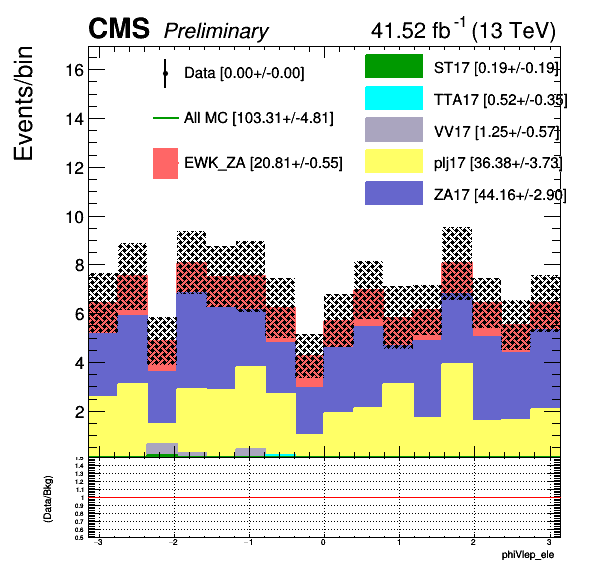 CMS Preliminary 41.52 fb⁻¹ (13 TeV)
Events/bin
16
14
12
10
8
6
4
2
Data [0.00+/-0.00]
All MC [103.31+/-4.81]
EWK_ZA [20.81+/-0.55]
ST17 [0.19+/-0.19]
TTA17 [0.52+/-0.35]
VV17 [1.25+/-0.57]
plj17 [36.38+/-3.73]
ZA17 [44.16+/-2.90]
(Data/Bkg)
1.5
1.4
1.3
1.2
1.1
1
0.9
0.8
0.7
0.6
0.5
-3 -2 -1 0 1 2 3
phiVlep_ele